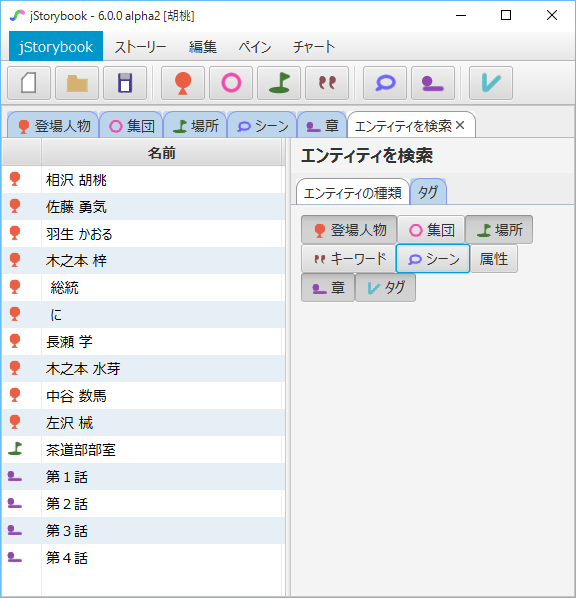 jStorybook - 6.0.0 alpha2 [胡桃]
jStorybook ストーリー 編集 ペイン チャート
登場人物 集団 場所 シーン 章 エンティティを検索 ✕
名前
相沢 胡桃
佐藤 勇気
羽生 かおる
木之本 梓
総統
に
長瀬 学
木之本 水芽
中谷 数馬
左沢 械
茶道部部室
第１話
第２話
第３話
第４話
エンティティを検索
エンティティの種類 タグ
登場人物 集団 場所
キーワード シーン 属性
章 タグ